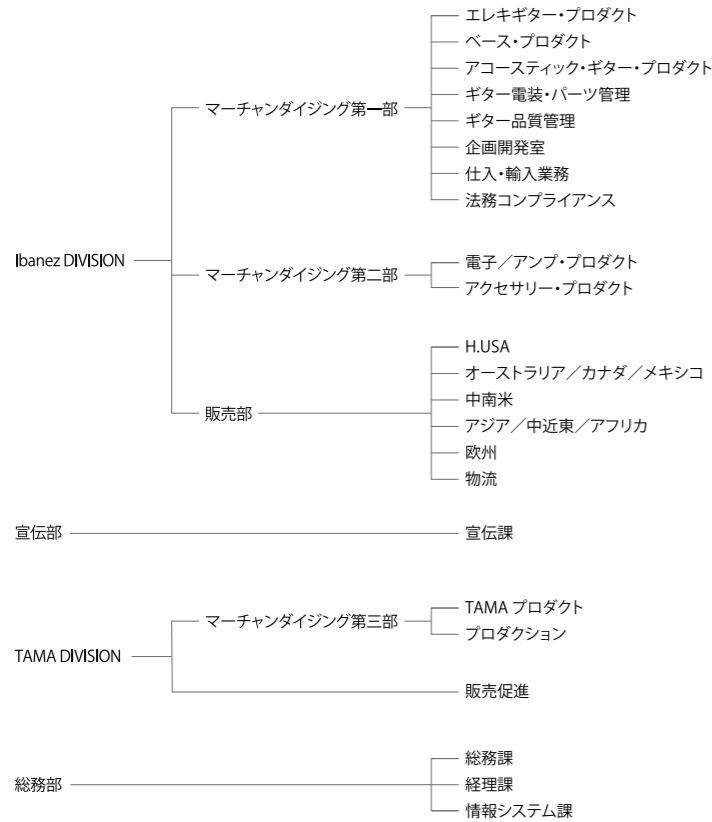 Ibanez DIVISION
マーチャンダイジング第一部
エレキギター・プロダクト
ベース・プロダクト
アコースティック・ギター・プロダクト
ギター電装・パーツ管理
ギター品質管理
企画開発室
仕入・輸入業務
法務コンプライアンス
マーチャンダイジング第二部
電子／アンプ・プロダクト
アクセサリー・プロダクト
販売部
H.USA
オーストラリア／カナダ／メキシコ
中南米
アジア／中近東／アフリカ
欧州
物流
宣伝部
宣伝課
TAMA DIVISION
マーチャンダイジング第三部
TAMA プロダクト
プロダクション
販売促進
総務部
総務課
経理課
情報システム課